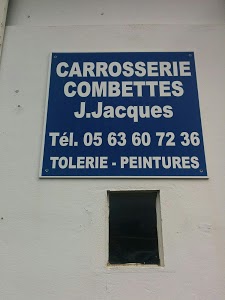 CARROSSERIE
COMBETTES
J.Jacques
Tél. 05 63 60 72 36
TOLERIE - PEINTURES